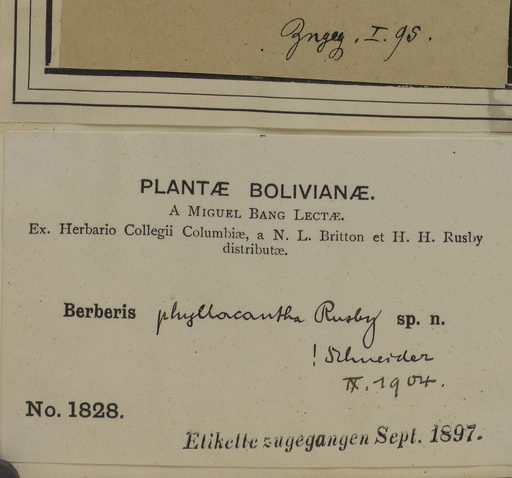 Zngeg. I. 95.
PLANTÆ BOLIVIANÆ.
A MIGUEL BANG LECTÆ.
Ex. Herbario Collegii Columbiæ, a N. L. Britton et H. H. Rusby
distributæ.
Berberis phyllacantha Rusby sp. n.
! Schneider
IX. 1904.
No. 1828.
Etikette zugegangen Sept. 1897.